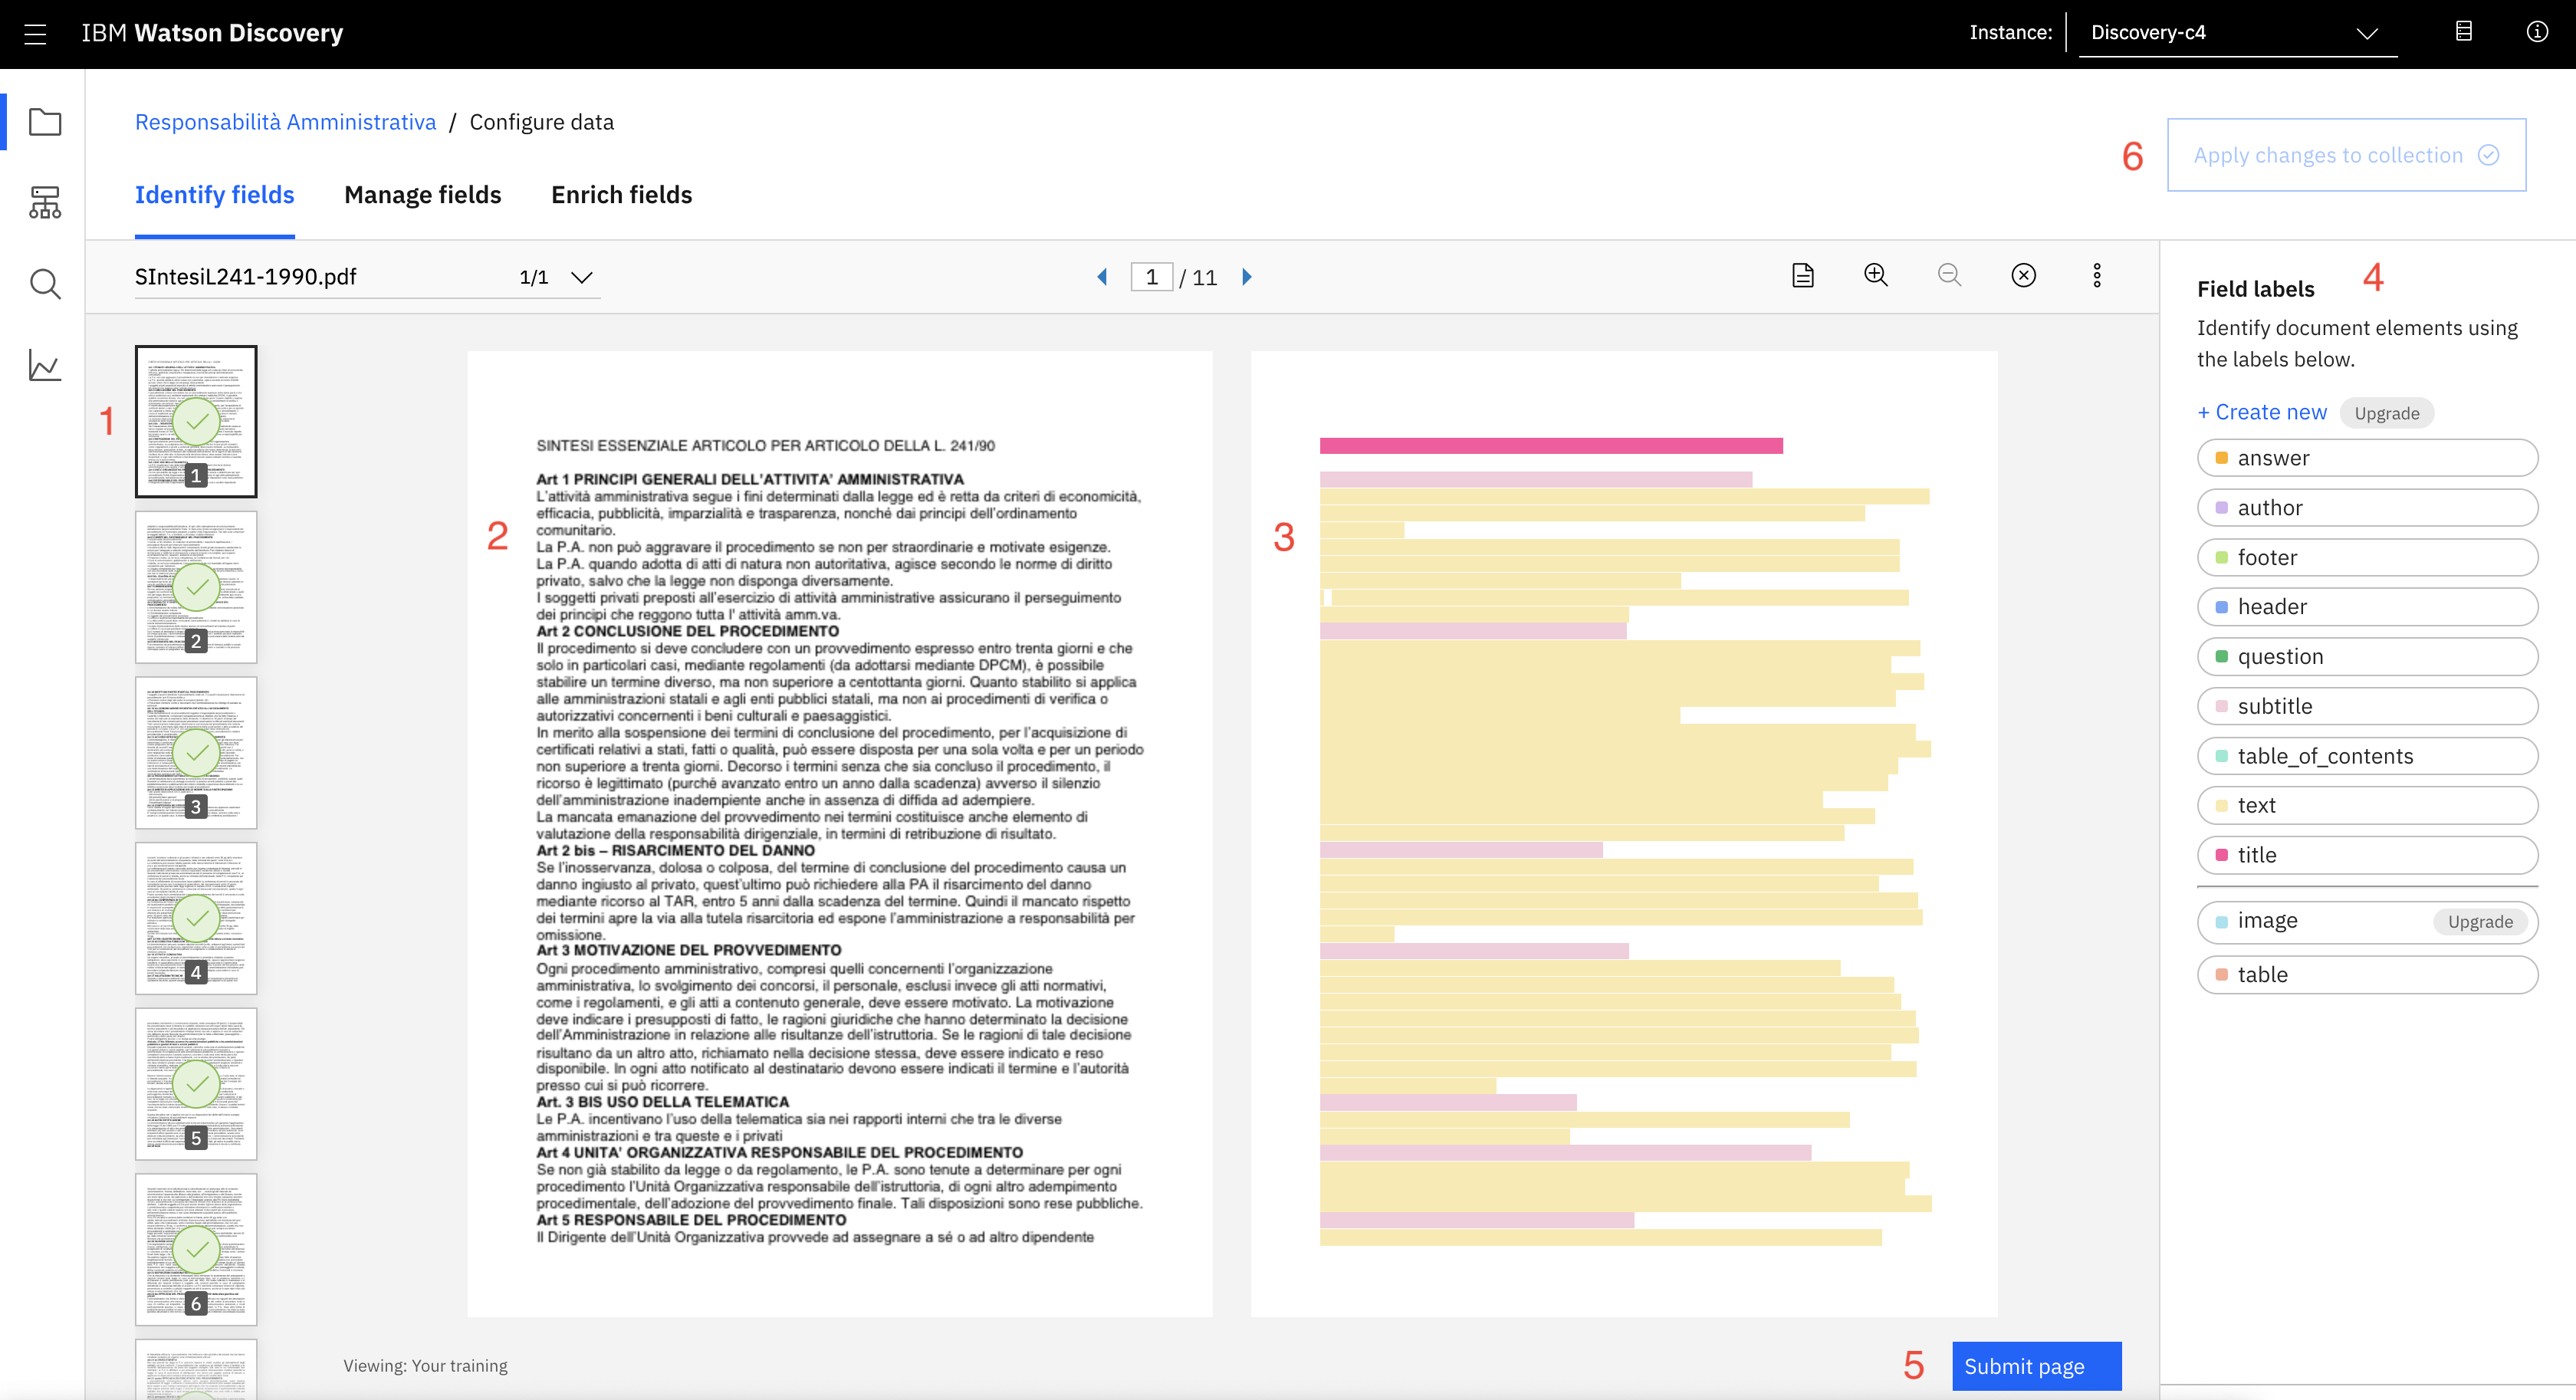 IBM Watson Discovery
Instance: Discovery-c4
Responsabilità Amministrativa / Configure data
6
Apply changes to collection
Identify fields Manage fields Enrich fields
SIntesiL241-1990.pdf 1/1
1 / 11
1
1
2
3
4
5
6
2
SINTESI ESSENZIALE ARTICOLO PER ARTICOLO DELLA L. 241/90
Art 1 PRINCIPI GENERALI DELL'ATTIVITA' AMMINISTRATIVA
L'attività amministrativa segue i fini determinati dalla legge ed è retta da criteri di economicità,
efficacia, pubblicità, imparzialità e trasparenza, nonché dai principi dell'ordinamento
comunitario.
La P.A. non può aggravare il procedimento se non per straordinarie e motivate esigenze.
La P.A. quando adotta di atti di natura non autoritativa, agisce secondo le norme di diritto
privato, salvo che la legge non disponga diversamente.
I soggetti privati preposti all'esercizio di attività amministrative assicurano il perseguimento
dei principi che reggono tutta l' attività amm.va.
Art 2 CONCLUSIONE DEL PROCEDIMENTO
Il procedimento si deve concludere con un provvedimento espresso entro trenta giorni e che
solo in particolari casi, mediante regolamenti (da adottarsi mediante DPCM), è possibile
stabilire un termine diverso, ma non superiore a centottanta giorni. Quanto stabilito si applica
alle amministrazioni statali e agli enti pubblici statali, ma non ai procedimenti di verifica o
autorizzativi concernenti i beni culturali e paesaggistici.
In merito alla sospensione dei termini di conclusione del procedimento, per l'acquisizione di
certificati relativi a stati, fatti o qualità, può essere disposta per una sola volta e per un periodo
non superiore a trenta giorni. Decorso i termini senza che sia concluso il procedimento, il
ricorso è legittimato (purché avanzato entro un anno dalla scadenza) avverso il silenzio
dell'amministrazione inadempiente anche in assenza di diffida ad adempiere.
La mancata emanazione del provvedimento nei termini costituisce anche elemento di
valutazione della responsabilità dirigenziale, in termini di retribuzione di risultato.
Art 2 bis – RISARCIMENTO DEL DANNO
Se l'inosservanza, dolosa o colposa, del termine di conclusione del procedimento causa un
danno ingiusto al privato, quest'ultimo può richiedere alla PA il risarcimento del danno
mediante ricorso al TAR, entro 5 anni dalla scadenza del termine. Quindi il mancato rispetto
dei termini apre la via alla tutela risarcitoria ed espone l'amministrazione a responsabilità per
omissione.
Art 3 MOTIVAZIONE DEL PROVVEDIMENTO
Ogni procedimento amministrativo, compresi quelli concernenti l'organizzazione
amministrativa, lo svolgimento dei concorsi, il personale, esclusi invece gli atti normativi,
come i regolamenti, e gli atti a contenuto generale, deve essere motivato. La motivazione
deve indicare i presupposti di fatto, le ragioni giuridiche che hanno determinato la decisione
dell'Amministrazione in relazione alle risultanze dell'istruttoria. Se le ragioni di tale decisione
risultano da un altro atto, richiamato nella decisione stessa, deve essere indicato e reso
disponibile. In ogni atto notificato al destinatario devono essere indicati il termine e l'autorità
presso cui si può ricorrere.
Art. 3 BIS USO DELLA TELEMATICA
Le P.A. incentivano l'uso della telematica sia nei rapporti interni che tra le diverse
amministrazioni e tra queste e i privati
Art 4 UNITA' ORGANIZZATIVA RESPONSABILE DEL PROCEDIMENTO
Se non già stabilito da legge o da regolamento, le P.A. sono tenute a determinare per ogni
procedimento l'Unità Organizzativa responsabile dell'istruttoria, di ogni altro adempimento
procedimentale, dell'adozione del provvedimento finale. Tali disposizioni sono rese pubbliche.
Art 5 RESPONSABILE DEL PROCEDIMENTO
Il Dirigente dell'Unità Organizzativa provvede ad assegnare a sé o ad altro dipendente
3
Viewing: Your training
5
Submit page
Field labels
4
Identify document elements using
the labels below.
+ Create new Upgrade
answer
author
footer
header
question
subtitle
table_of_contents
text
title
image Upgrade
table